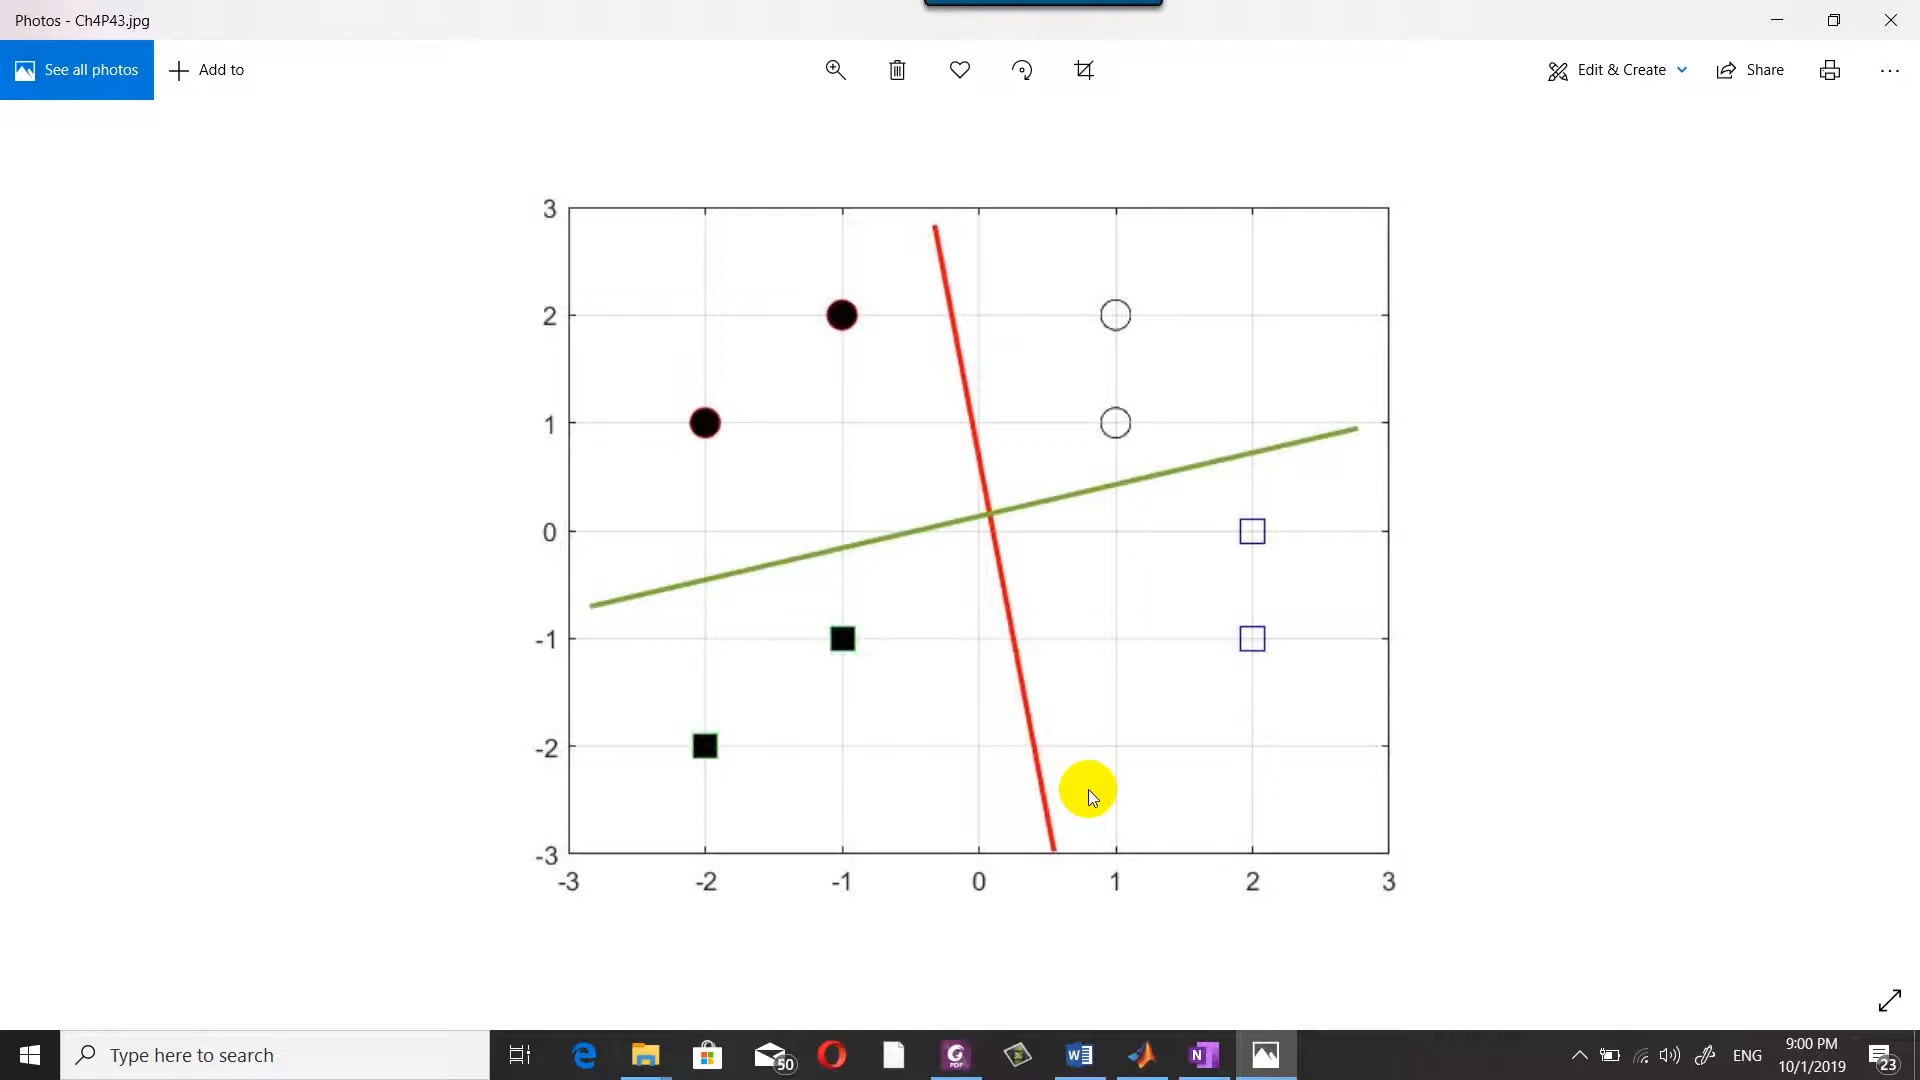 Photos - Ch4P43.jpg
See all photos
Add to
Edit & Create
Share
3
2
1
0
-1
-2
-3
-3
-2
-1
0
1
2
3
Type here to search
50
PDF
ENG
9:00 PM
10/1/2019
23